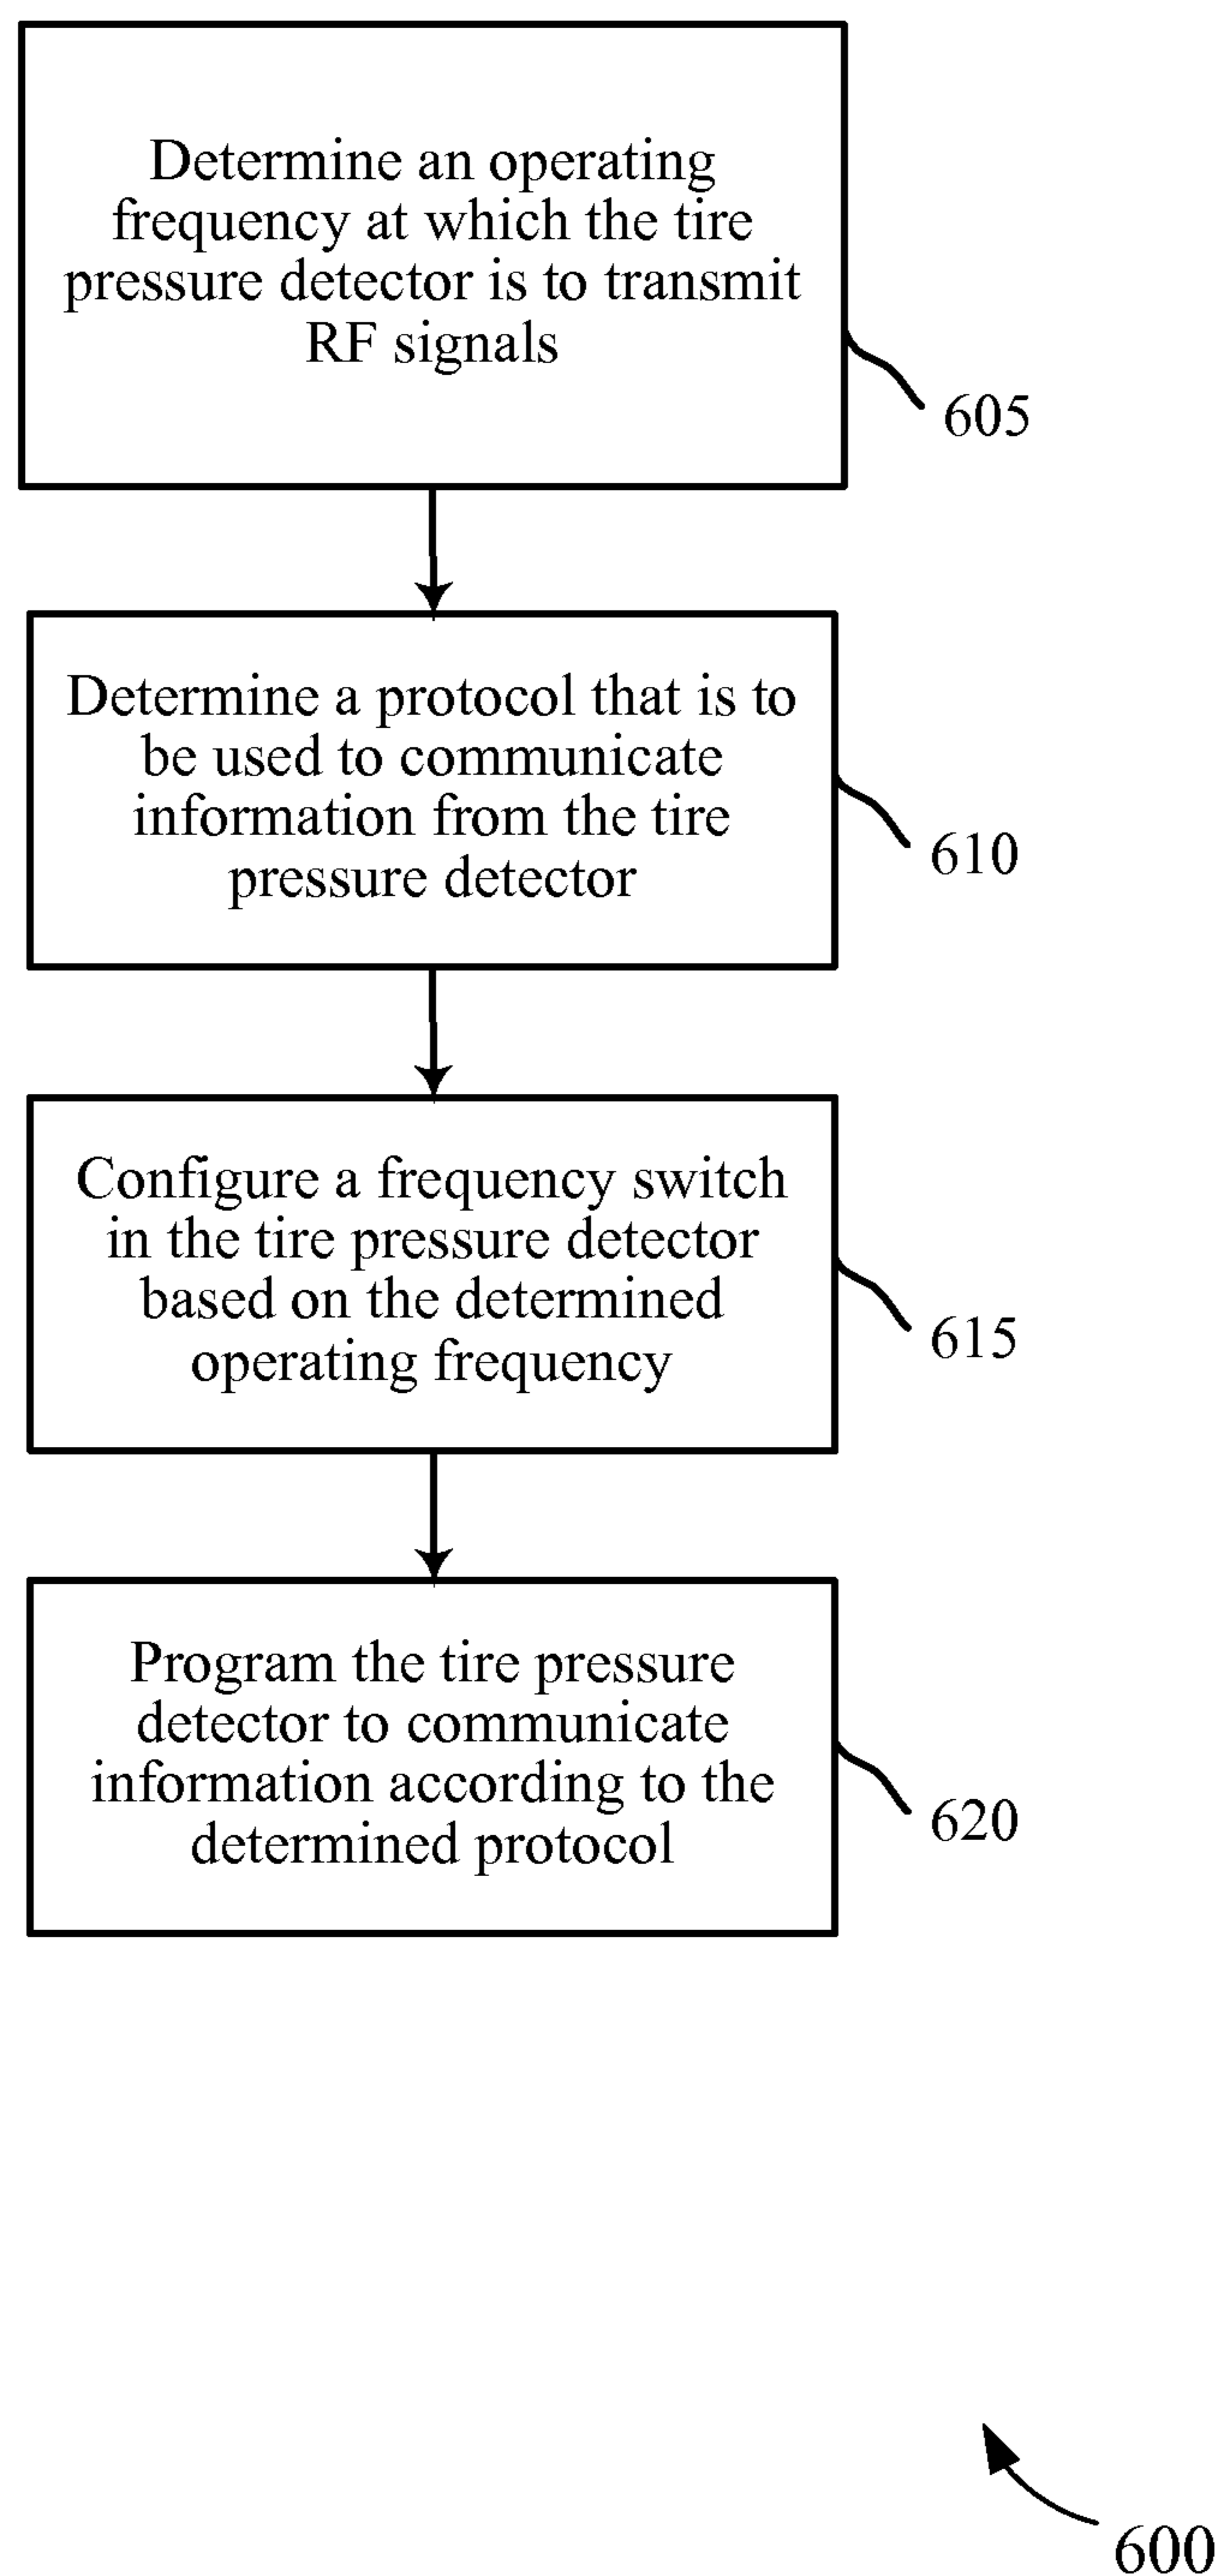 Determine an operating
frequency at which the tire
pressure detector is to transmit
RF signals
605
Determine a protocol that is to
be used to communicate
information from the tire
pressure detector
610
Configure a frequency switch
in the tire pressure detector
based on the determined
operating frequency
615
Program the tire pressure
detector to communicate
information according to the
determined protocol
620
600